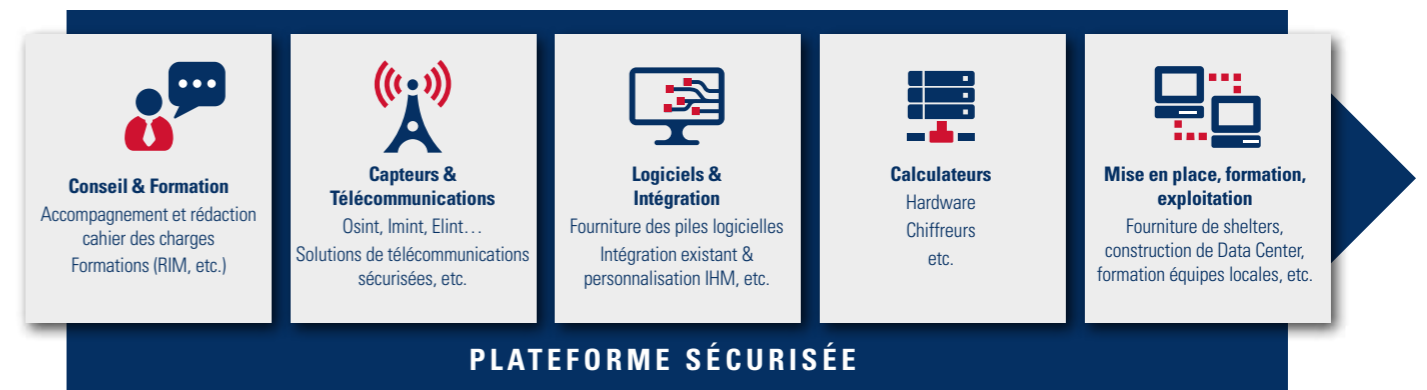 Conseil & Formation
Accompagnement et rédaction
cahier des charges
Formations (RIM, etc.)
Capteurs &
Télécommunications
Osint, Imint, Elint…
Solutions de télécommunications
sécurisées, etc.
Logiciels &
Intégration
Fourniture des piles logicielles
Intégration existant &
personnalisation IHM, etc.
Calculateurs
Hardware
Chiffreurs
etc.
Mise en place, formation,
exploitation
Fourniture de shelters,
construction de Data Center,
formation équipes locales, etc.
PLATEFORME SÉCURISÉE